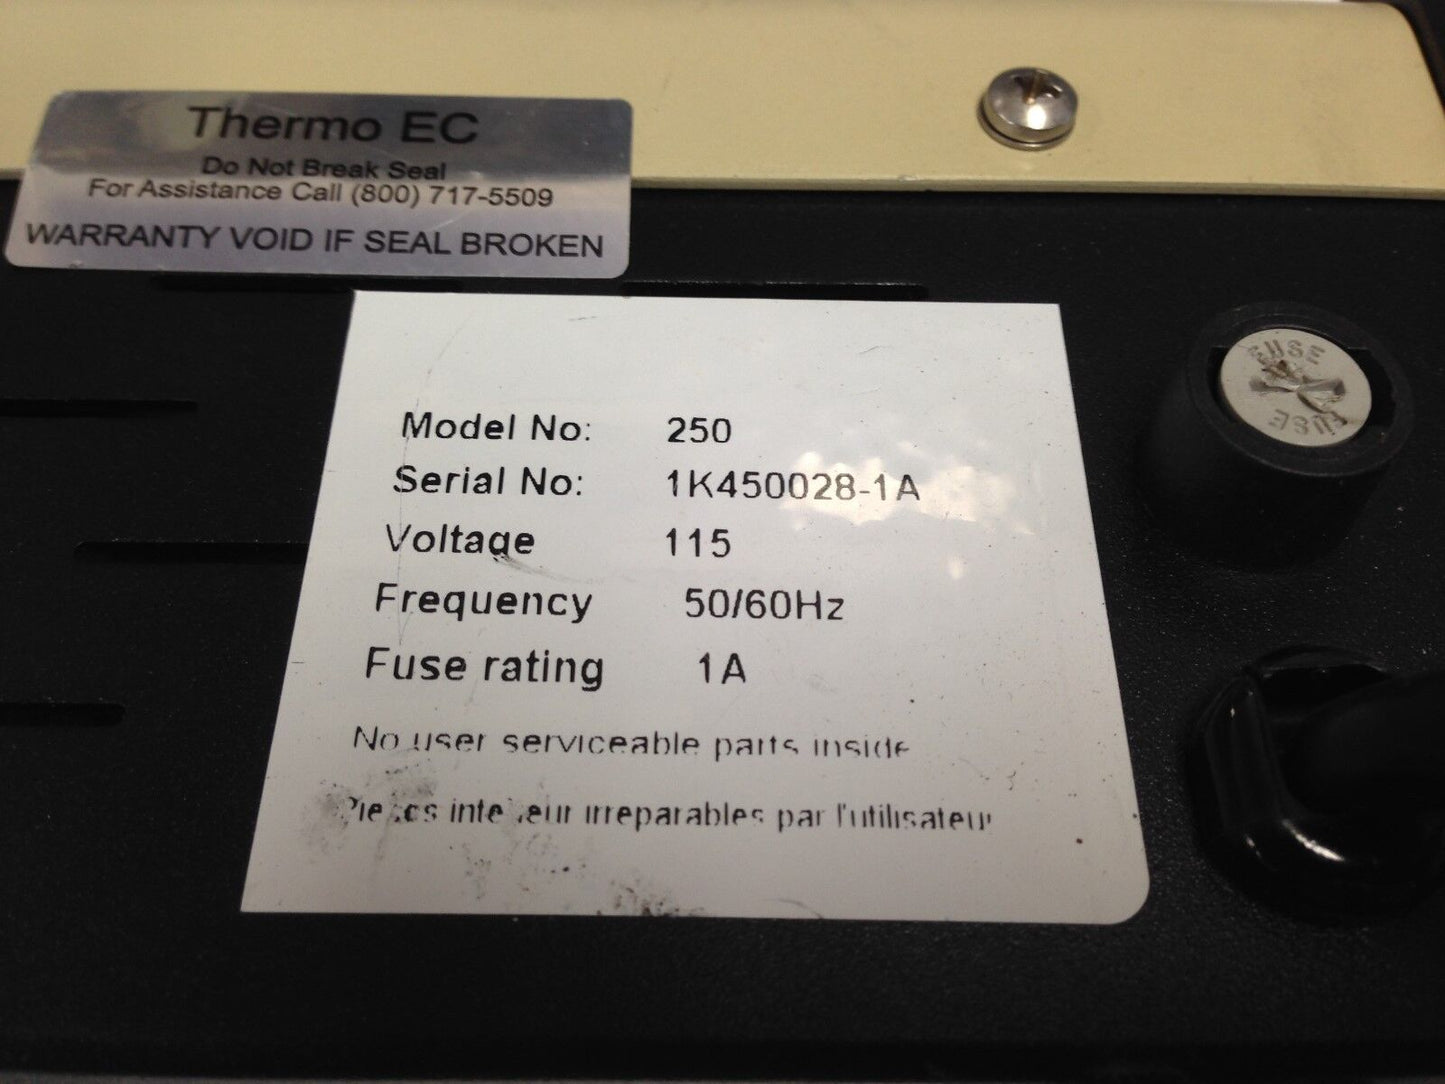 Thermo EC
Do Not Break Seal
For Assistance Call (800) 717-5509
WARRANTY VOID IF SEAL BROKEN
FUSE
FUSE
Model No: 250
Serial No: 1K450028-1A
Voltage 115
Frequency 50/60Hz
Fuse rating 1A
No user serviceable parts inside
Pieces interieur irreparables par l'utilisateur